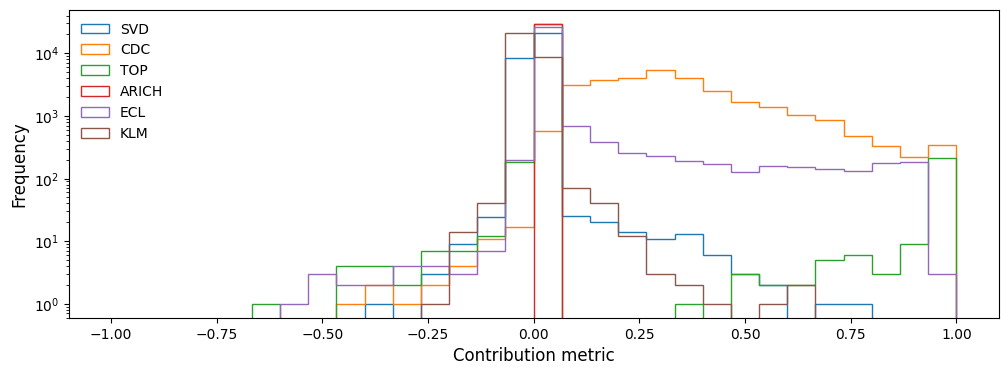 Frequency
10⁴
10³
10²
10¹
10⁰
SVD
CDC
TOP
ARICH
ECL
KLM
−1.00 −0.75 −0.50 −0.25 0.00 0.25 0.50 0.75 1.00
Contribution metric